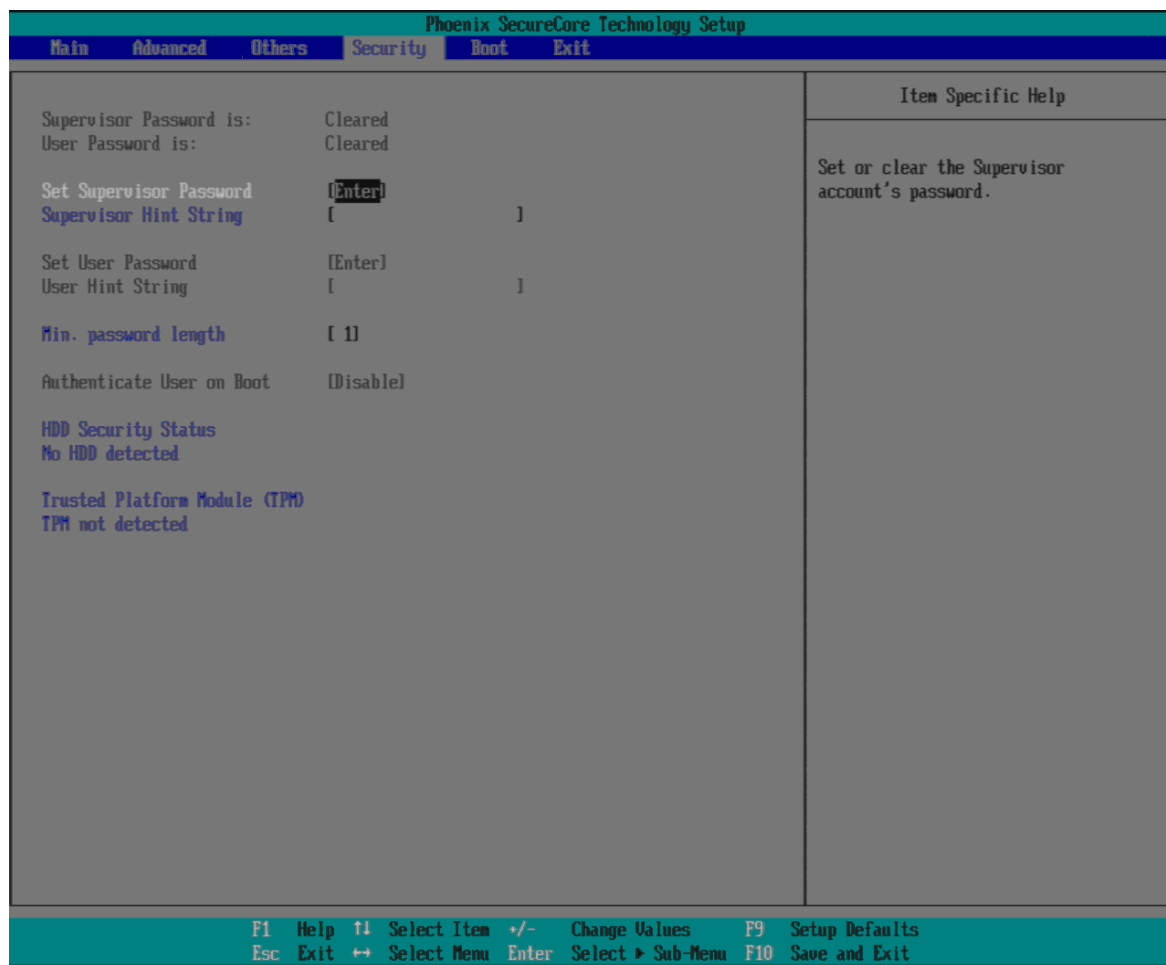 Phoenix SecureCore Technology Setup
Main Advanced Others Security Boot Exit
Item Specific Help
Supervisor Password is: Cleared
User Password is: Cleared
Set or clear the Supervisor
account's password.
Set Supervisor Password [Enter]
Supervisor Hint String [ ]
Set User Password [Enter]
User Hint String [ ]
Min. password length [ 1]
Authenticate User on Boot [Disable]
HDD Security Status
No HDD detected
Trusted Platform Module (TPM)
TPM not detected
F1 Help ↑↓ Select Item +/- Change Values F9 Setup Defaults
Esc Exit ↔ Select Menu Enter Select ▶ Sub-Menu F10 Save and Exit